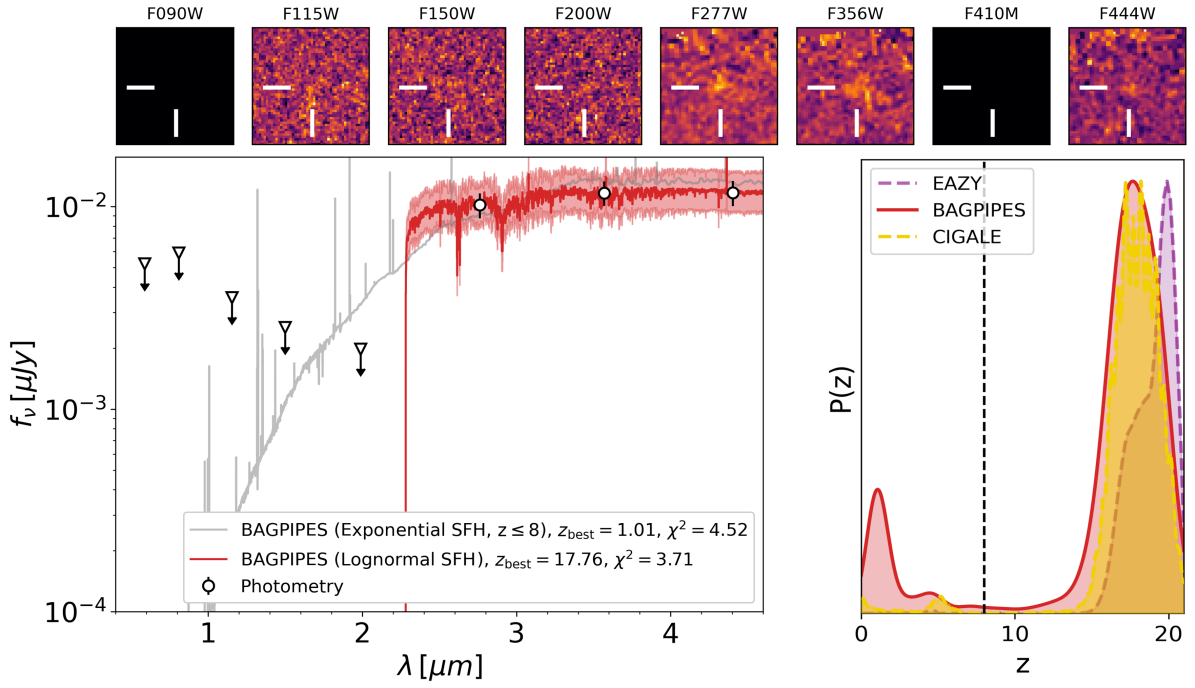 F090W F115W F150W F200W F277W F356W F410M F444W
10⁻²
10⁻³
10⁻⁴
f_ν [μJy]
BAGPIPES (Exponential SFH, z ≤ 8), z_best = 1.01, χ² = 4.52
BAGPIPES (Lognormal SFH), z_best = 17.76, χ² = 3.71
Photometry
1 2 3 4
λ [μm]
EAZY
BAGPIPES
CIGALE
P(z)
0 10 20
z